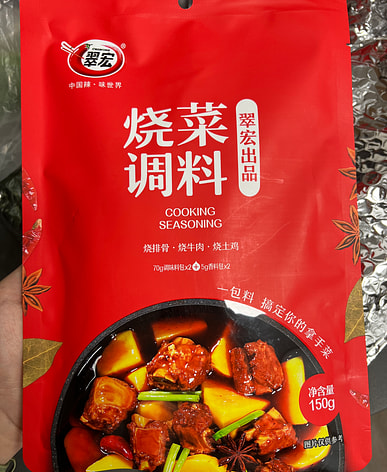 翠宏
中国辣·味世界
烧菜
调料
翠宏出品
COOKING
SEASONING
烧排骨·烧牛肉·烧土鸡
70g调味料包x2+5g香料包x2
一包料 搞定你的拿手菜
净含量
150g
图片仅供参考